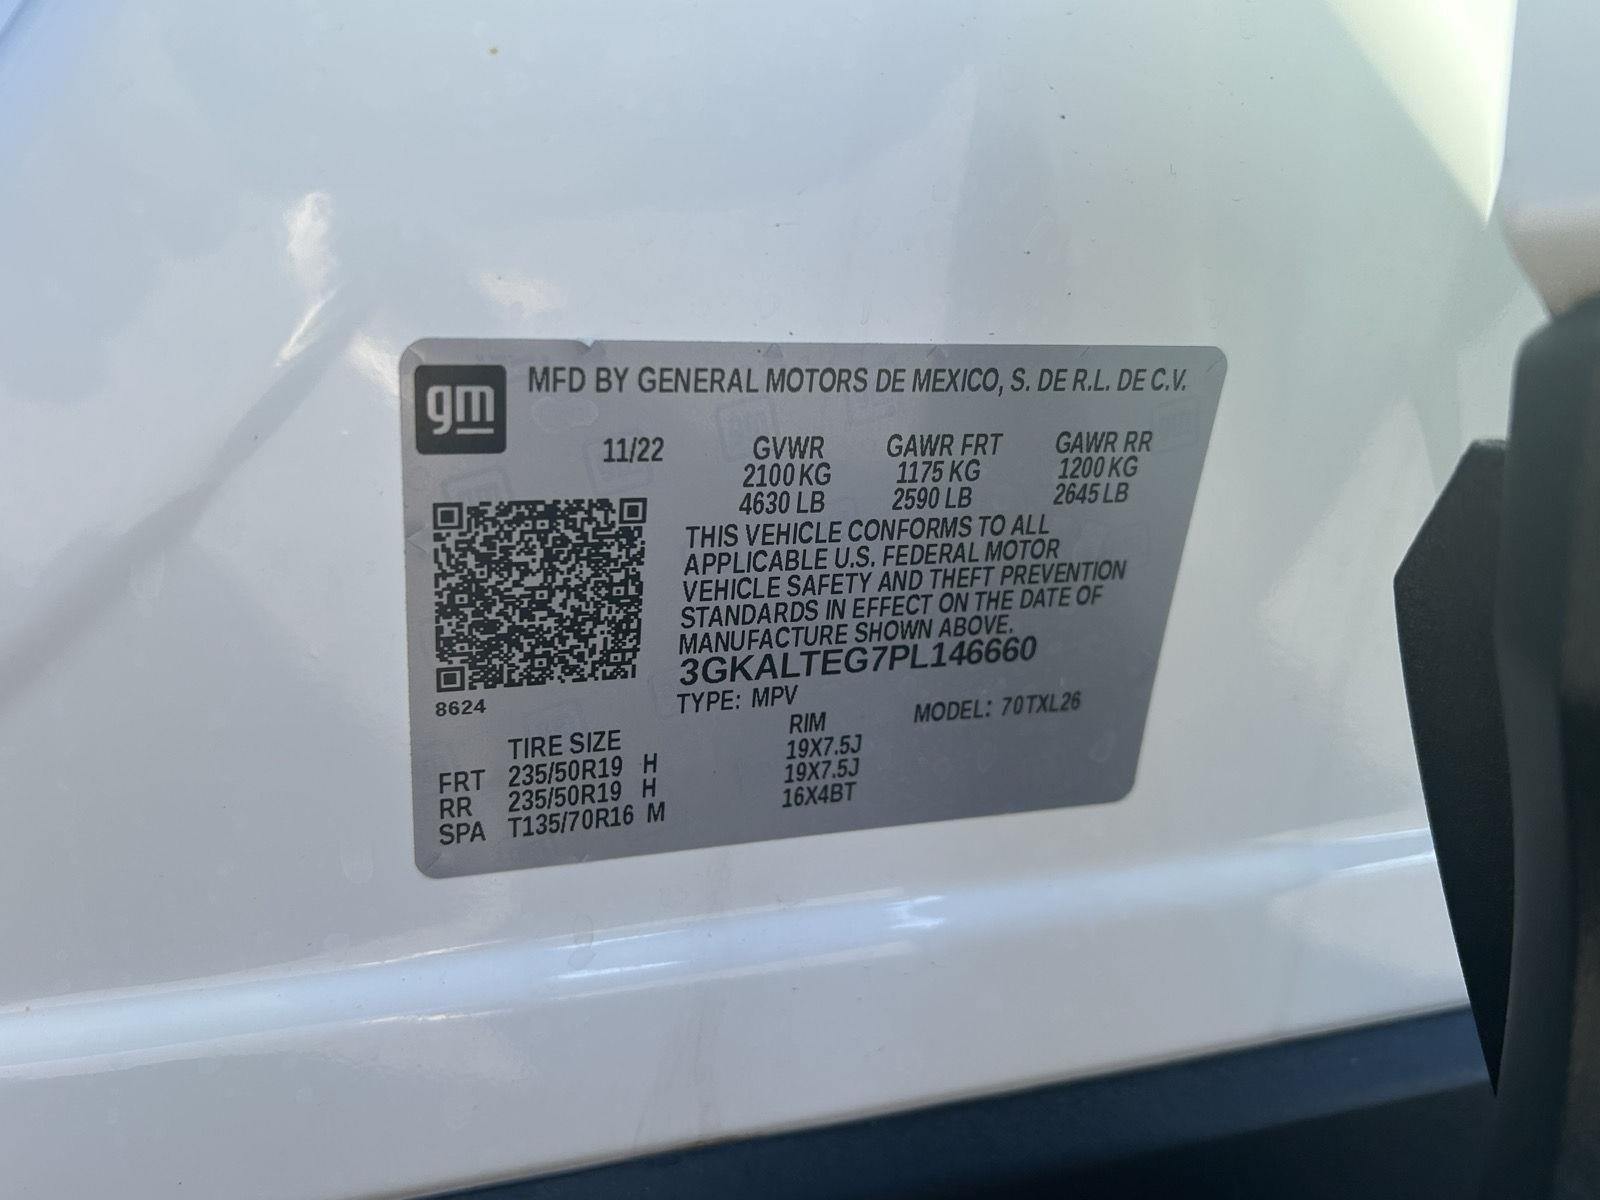 gm
MFD BY GENERAL MOTORS DE MEXICO, S. DE R.L. DE C.V.
11/22 GVWR GAWR FRT GAWR RR
2100 KG 1175 KG 1200 KG
4630 LB 2590 LB 2645 LB
THIS VEHICLE CONFORMS TO ALL
APPLICABLE U.S. FEDERAL MOTOR
VEHICLE SAFETY AND THEFT PREVENTION
STANDARDS IN EFFECT ON THE DATE OF
MANUFACTURE SHOWN ABOVE.
3GKALTEG7PL146660
8624
TYPE: MPV MODEL: 70TXL26
TIRE SIZE RIM
FRT 235/50R19 H 19X7.5J
RR 235/50R19 H 19X7.5J
SPA T135/70R16 M 16X4BT